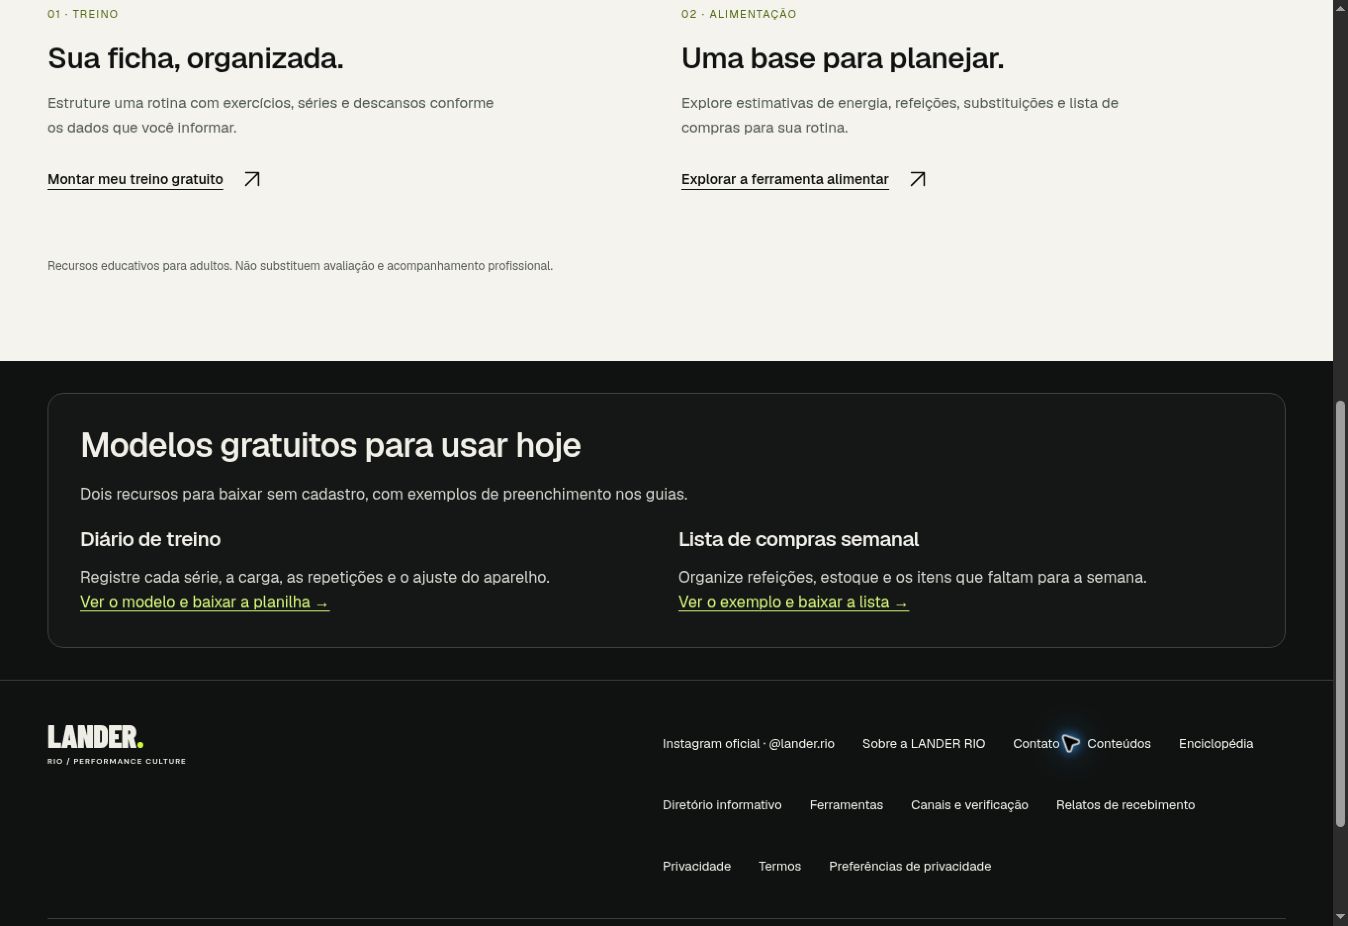 01 · TREINO
Sua ficha, organizada.
Estruture uma rotina com exercícios, séries e descansos conforme
os dados que você informar.
Montar meu treino gratuito
02 · ALIMENTAÇÃO
Uma base para planejar.
Explore estimativas de energia, refeições, substituições e lista de
compras para sua rotina.
Explorar a ferramenta alimentar
Recursos educativos para adultos. Não substituem avaliação e acompanhamento profissional.
Modelos gratuitos para usar hoje
Dois recursos para baixar sem cadastro, com exemplos de preenchimento nos guias.
Diário de treino
Registre cada série, a carga, as repetições e o ajuste do aparelho.
Ver o modelo e baixar a planilha →
Lista de compras semanal
Organize refeições, estoque e os itens que faltam para a semana.
Ver o exemplo e baixar a lista →
LANDER.
RIO / PERFORMANCE CULTURE
Instagram oficial · @lander.rio Sobre a LANDER RIO Contato Conteúdos Enciclopédia
Diretório informativo Ferramentas Canais e verificação Relatos de recebimento
Privacidade Termos Preferências de privacidade